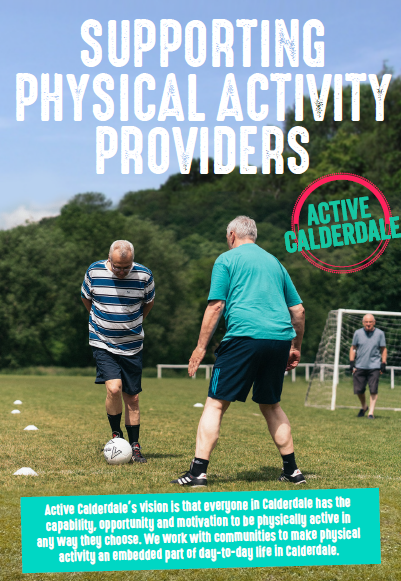 SUPPORTING
PHYSICAL ACTIVITY
PROVIDERS
ACTIVE
CALDERDALE
Active Calderdale's vision is that everyone in Calderdale has the
capability, opportunity and motivation to be physically active in
any way they choose. We work with communities to make physical
activity an embedded part of day-to-day life in Calderdale.